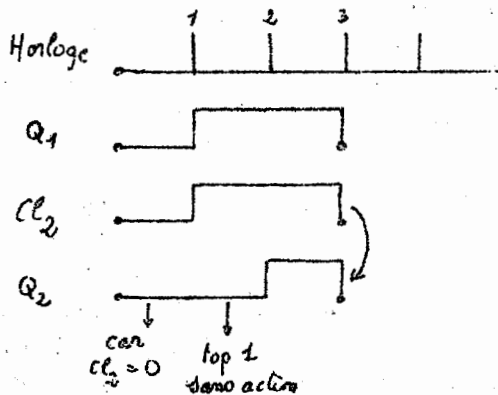 1 2 3
Horloge
Q₁
Cl₂
Q₂
car top 1
Cl₂ = 0 sans action